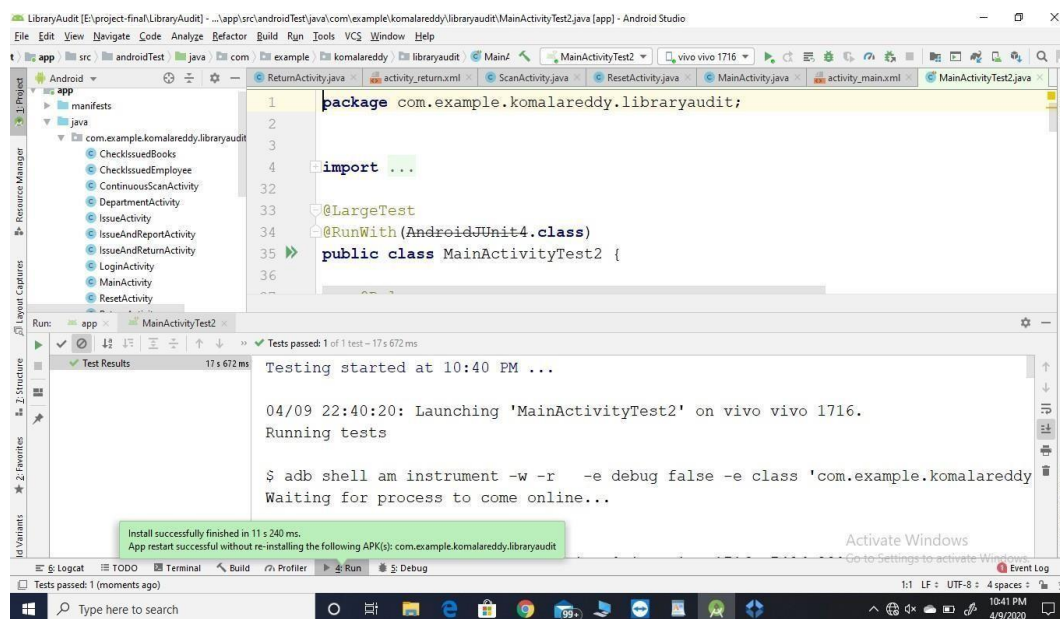 LibraryAudit [E:\project-final\LibraryAudit] - ...\app\src\androidTest\java\com\example\komalareddy\libraryaudit\MainActivityTest2.java [app] - Android Studio
File Edit View Navigate Code Analyze Refactor Build Run Tools VCS Window Help
app src androidTest java com example komalareddy libraryaudit MainActivityTest2 vivo vivo 1716
Android
ReturnActivity.java activity_return.xml ScanActivity.java ResetActivity.java MainActivity.java activity_main.xml MainActivityTest2.java
1: Project
Resource Manager
Layout Captures
Z: Structure
2: Favorites
app
manifests
java
com.example.komalareddy.libraryaudit
CheckIssuedBooks
CheckIssuedEmployee
ContinuousScanActivity
DepartmentActivity
IssueActivity
IssueAndReportActivity
IssueAndReturnActivity
LoginActivity
MainActivity
ResetActivity
1 package com.example.komalareddy.libraryaudit;
2
3
4 import ...
32
33 @LargeTest
34 @RunWith(AndroidJUnit4.class)
35 public class MainActivityTest2 {
36
Run: app MainActivityTest2
Tests passed: 1 of 1 test – 17 s 672 ms
Test Results 17 s 672 ms
Testing started at 10:40 PM ...
04/09 22:40:20: Launching 'MainActivityTest2' on vivo vivo 1716.
Running tests
$ adb shell am instrument -w -r -e debug false -e class 'com.example.komalareddy
Waiting for process to come online...
Install successfully finished in 11 s 240 ms.
App restart successful without re-installing the following APK(s): com.example.komalareddy.libraryaudit
Activate Windows
Go to Settings to activate Windows.
6: Logcat TODO Terminal Build Profiler 4: Run 5: Debug 1 Event Log
Tests passed: 1 (moments ago) 1:1 LF UTF-8 4 spaces
Type here to search 99+ 10:41 PM
4/9/2020